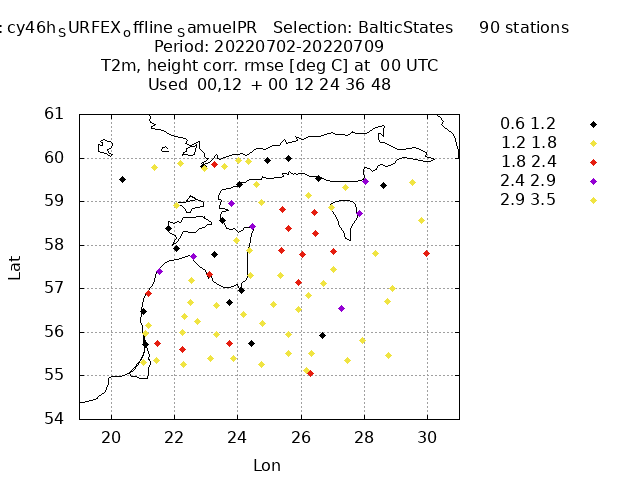 : cy46h_SURFEX_offline_SamuelPR Selection: BalticStates 90 stations
Period: 20220702-20220709
T2m, height corr. rmse [deg C] at 00 UTC
Used 00,12 + 00 12 24 36 48
0.6 1.2
1.2 1.8
1.8 2.4
2.4 2.9
2.9 3.5
61
60
59
58
57
56
55
54
Lat
20 22 24 26 28 30
Lon